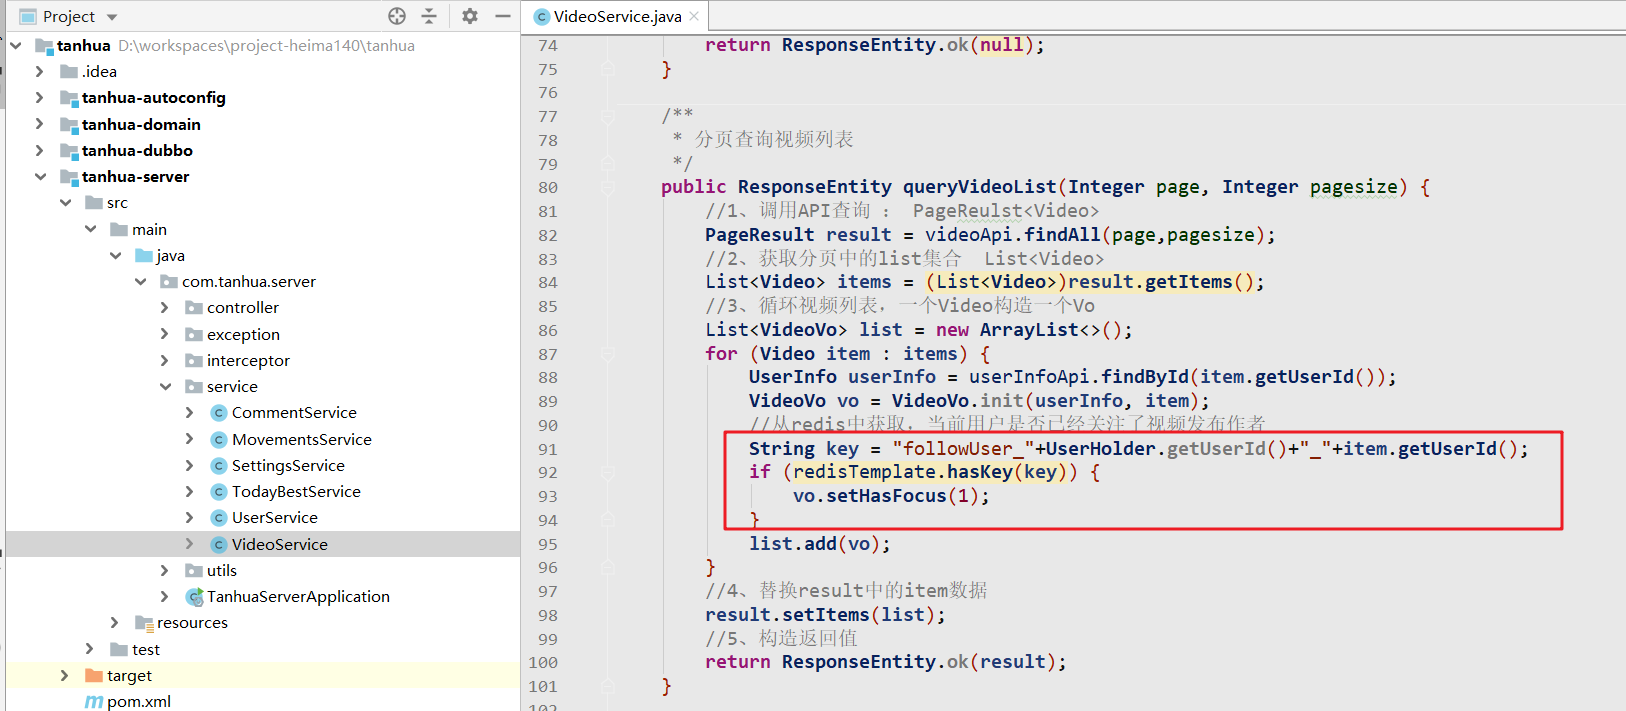 Project
tanhua D:\workspaces\project-heima140\tanhua
.idea
tanhua-autoconfig
tanhua-domain
tanhua-dubbo
tanhua-server
src
main
java
com.tanhua.server
controller
exception
interceptor
service
CommentService
MovementsService
SettingsService
TodayBestService
UserService
VideoService
utils
TanhuaServerApplication
resources
test
target
pom.xml
VideoService.java
74 return ResponseEntity.ok(null);
75 }
76
77 /**
78 * 分页查询视频列表
79 */
80 public ResponseEntity queryVideoList(Integer page, Integer pagesize) {
81 //1、调用API查询 : PageReulst<Video>
82 PageResult result = videoApi.findAll(page,pagesize);
83 //2、获取分页中的list集合 List<Video>
84 List<Video> items = (List<Video>)result.getItems();
85 //3、循环视频列表，一个Video构造一个Vo
86 List<VideoVo> list = new ArrayList<>();
87 for (Video item : items) {
88 UserInfo userInfo = userInfoApi.findById(item.getUserId());
89 VideoVo vo = VideoVo.init(userInfo, item);
90 //从redis中获取，当前用户是否已经关注了视频发布作者
91 String key = "followUser_"+UserHolder.getUserId()+"_"+item.getUserId();
92 if (redisTemplate.hasKey(key)) {
93 vo.setHasFocus(1);
94 }
95 list.add(vo);
96 }
97 //4、替换result中的item数据
98 result.setItems(list);
99 //5、构造返回值
100 return ResponseEntity.ok(result);
101 }
102